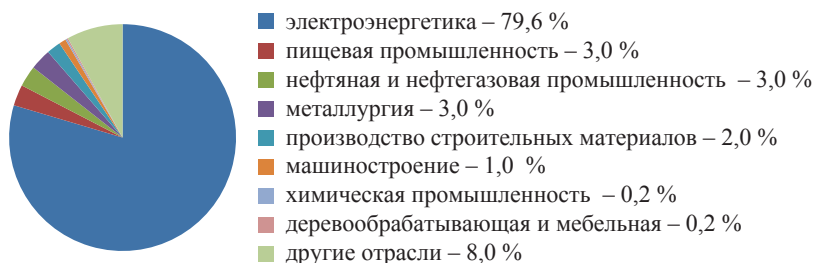 электроэнергетика – 79,6 %
пищевая промышленность – 3,0 %
нефтяная и нефтегазовая промышленность – 3,0 %
металлургия – 3,0 %
производство строительных материалов – 2,0 %
машиностроение – 1,0 %
химическая промышленность – 0,2 %
деревообрабатывающая и мебельная – 0,2 %
другие отрасли – 8,0 %